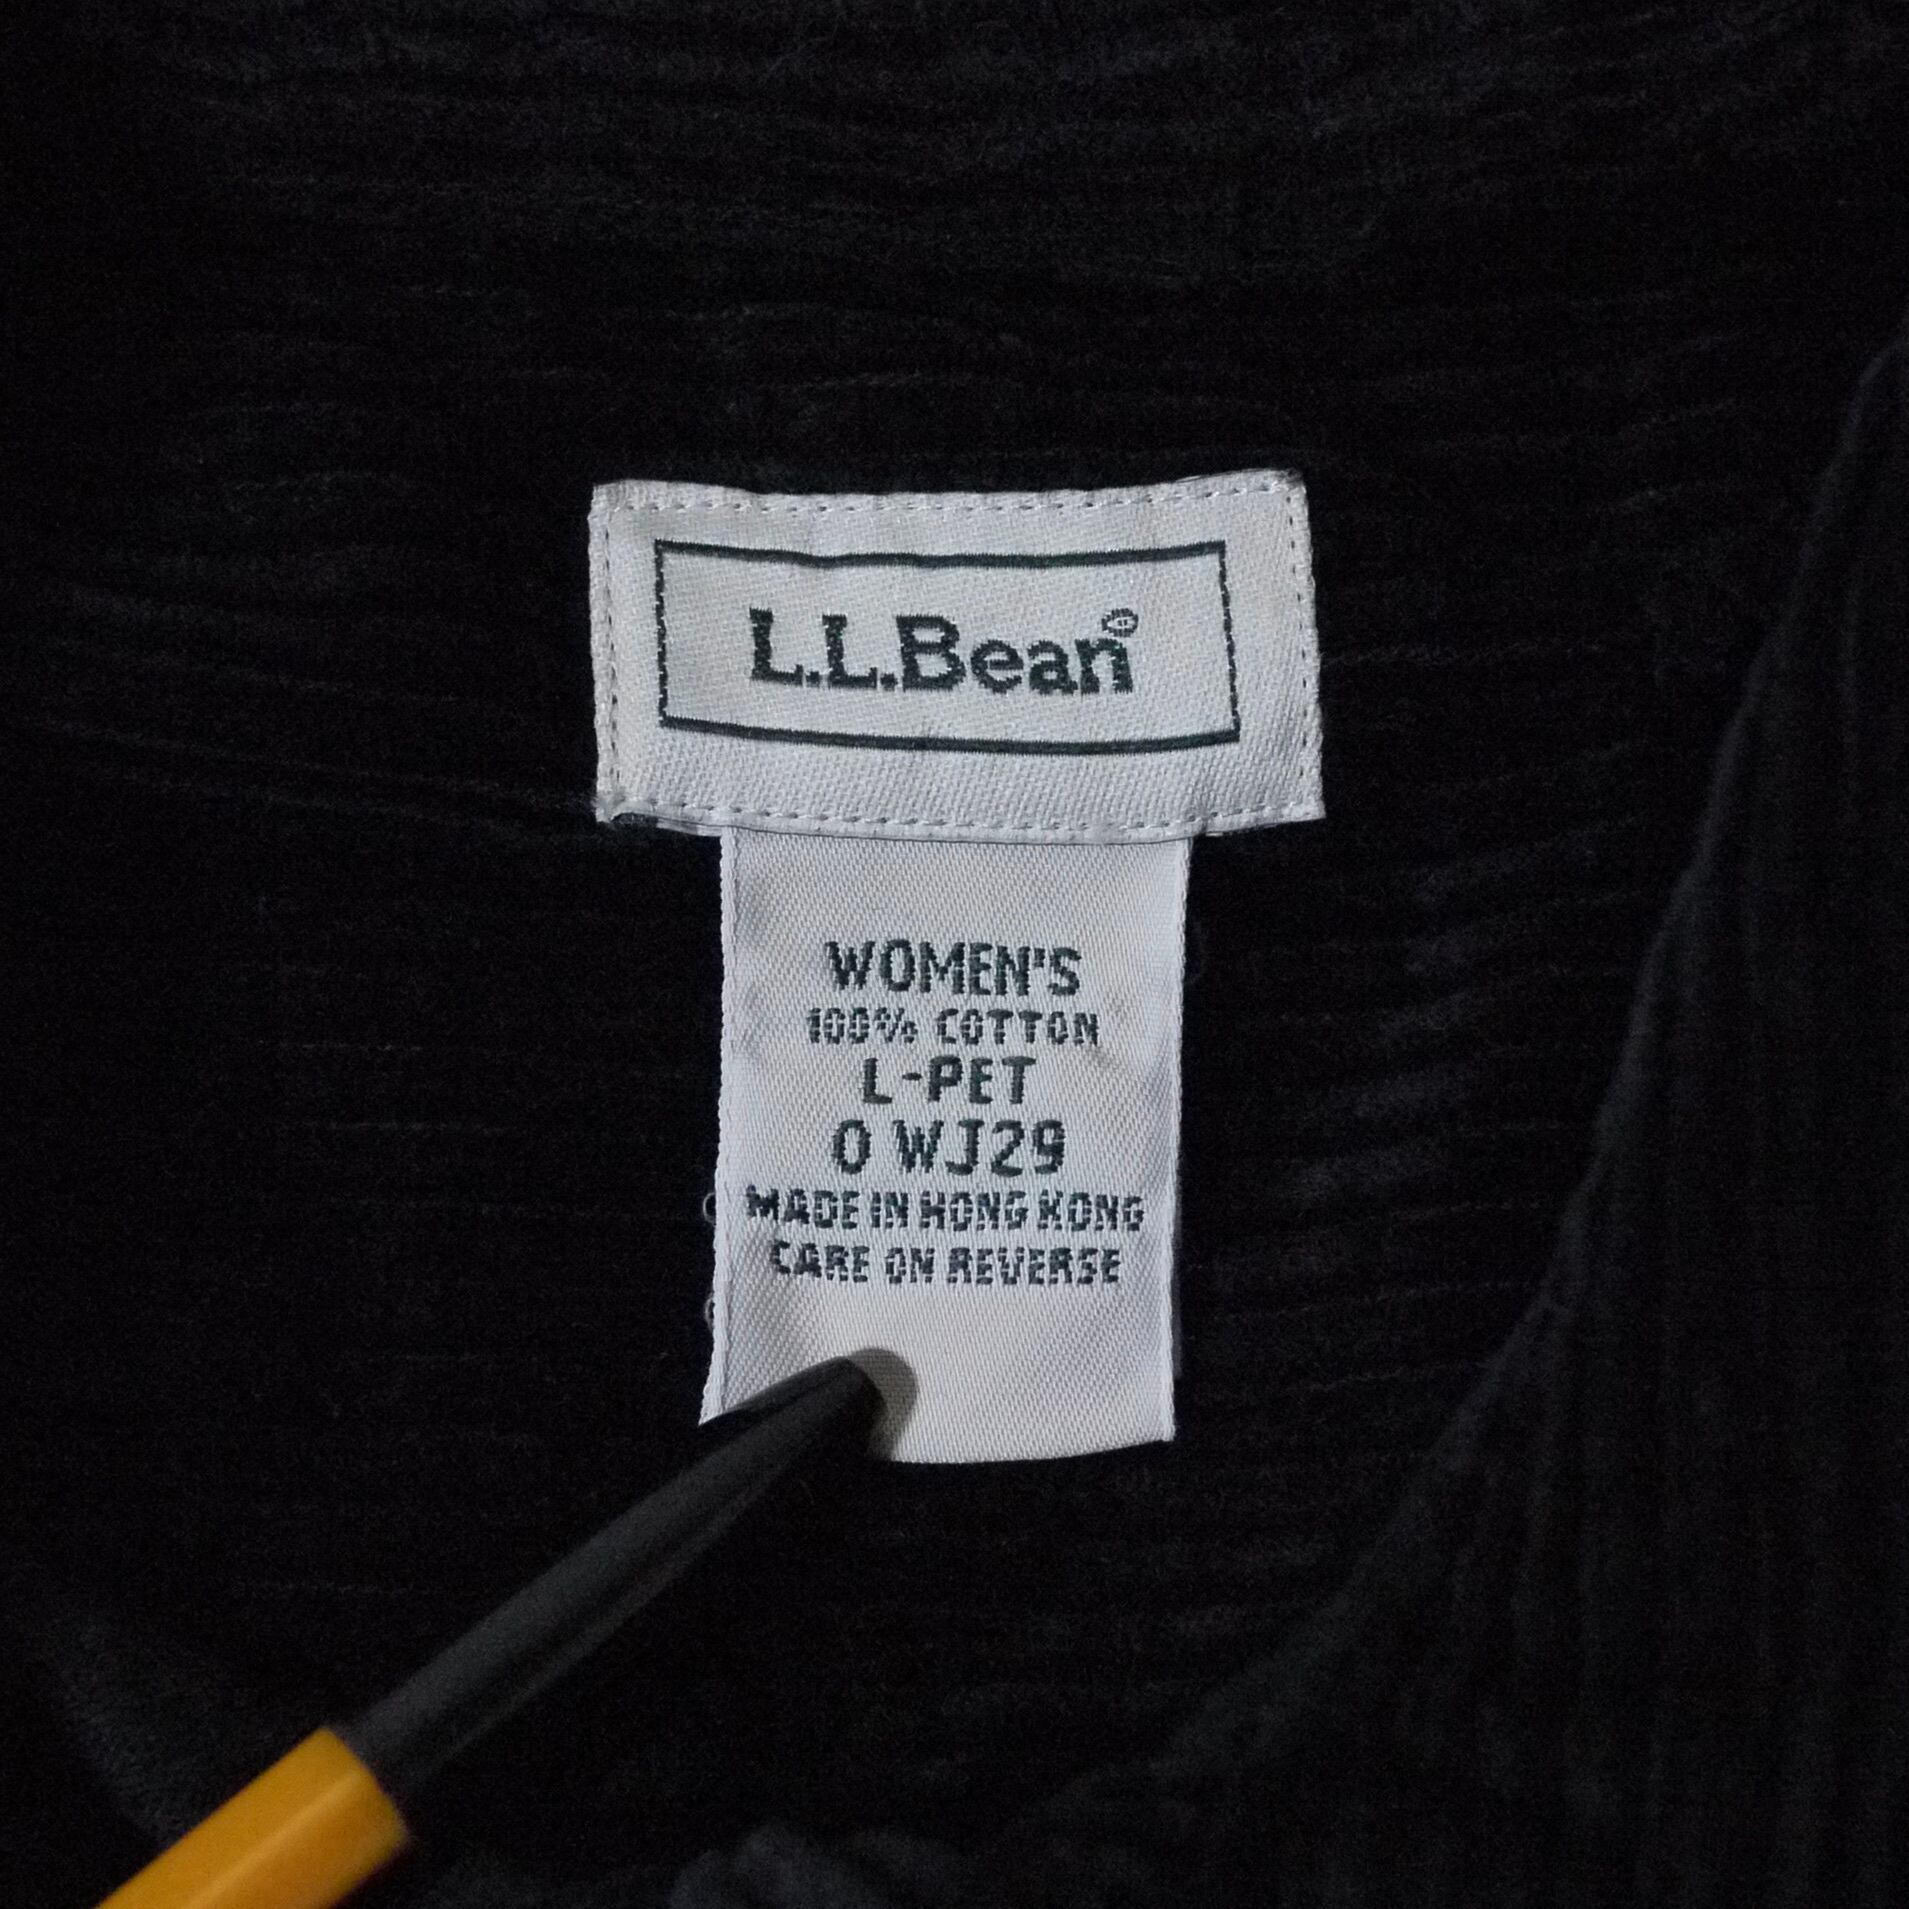 L.L.Bean®
WOMEN'S
100% COTTON
L-PET
0 WJ29
MADE IN HONG KONG
CARE ON REVERSE